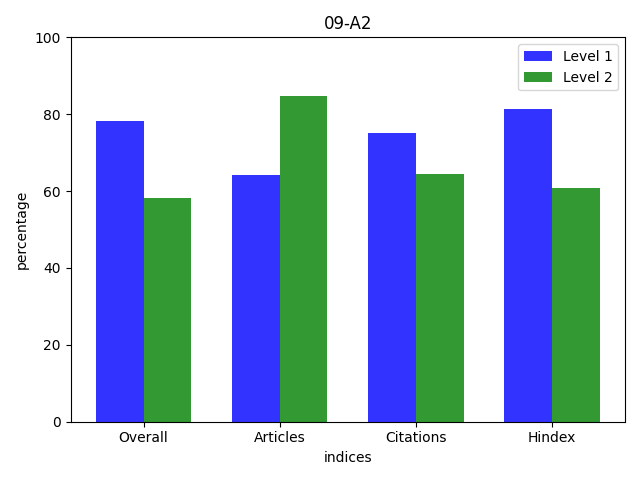 09-A2
100
80
60
40
20
0
percentage
Level 1
Level 2
Overall Articles Citations Hindex
indices